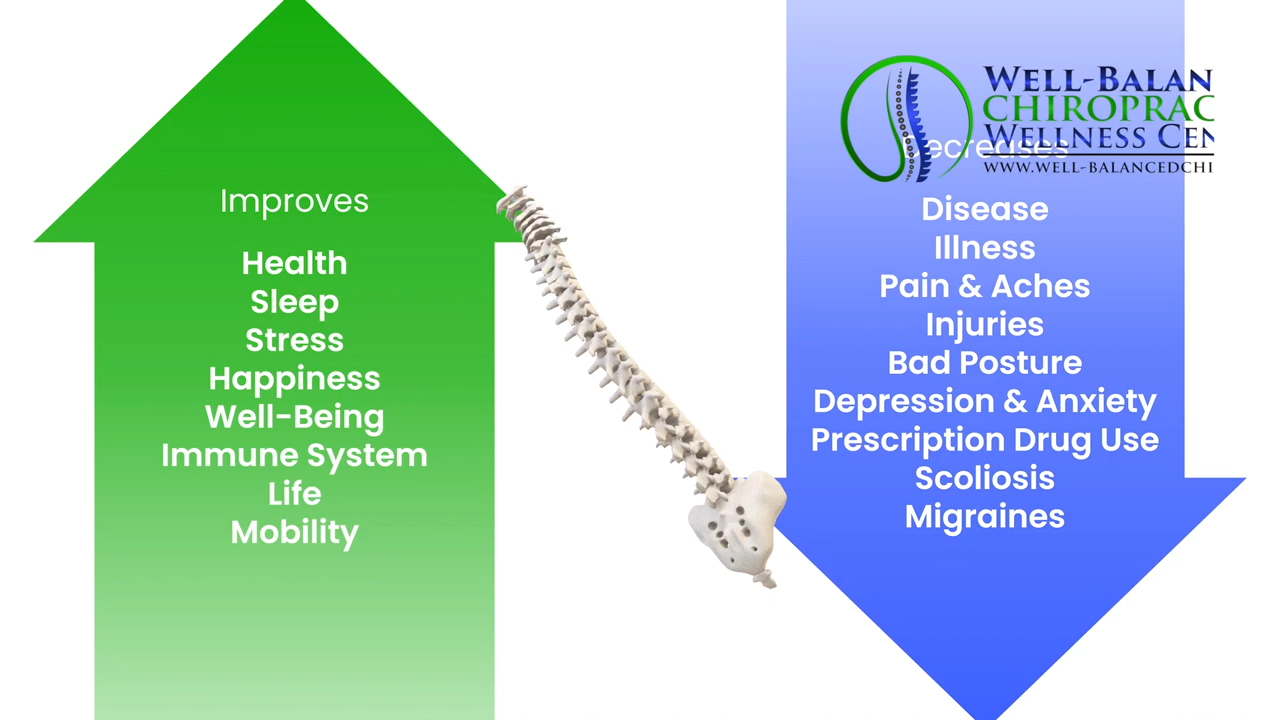 Improves
Health
Sleep
Stress
Happiness
Well-Being
Immune System
Life
Mobility
WELL-BALAN
CHIROPRAC
WELLNESS CEN
WWW.WELL-BALANCEDCHI
Decreases
Disease
Illness
Pain & Aches
Injuries
Bad Posture
Depression & Anxiety
Prescription Drug Use
Scoliosis
Migraines